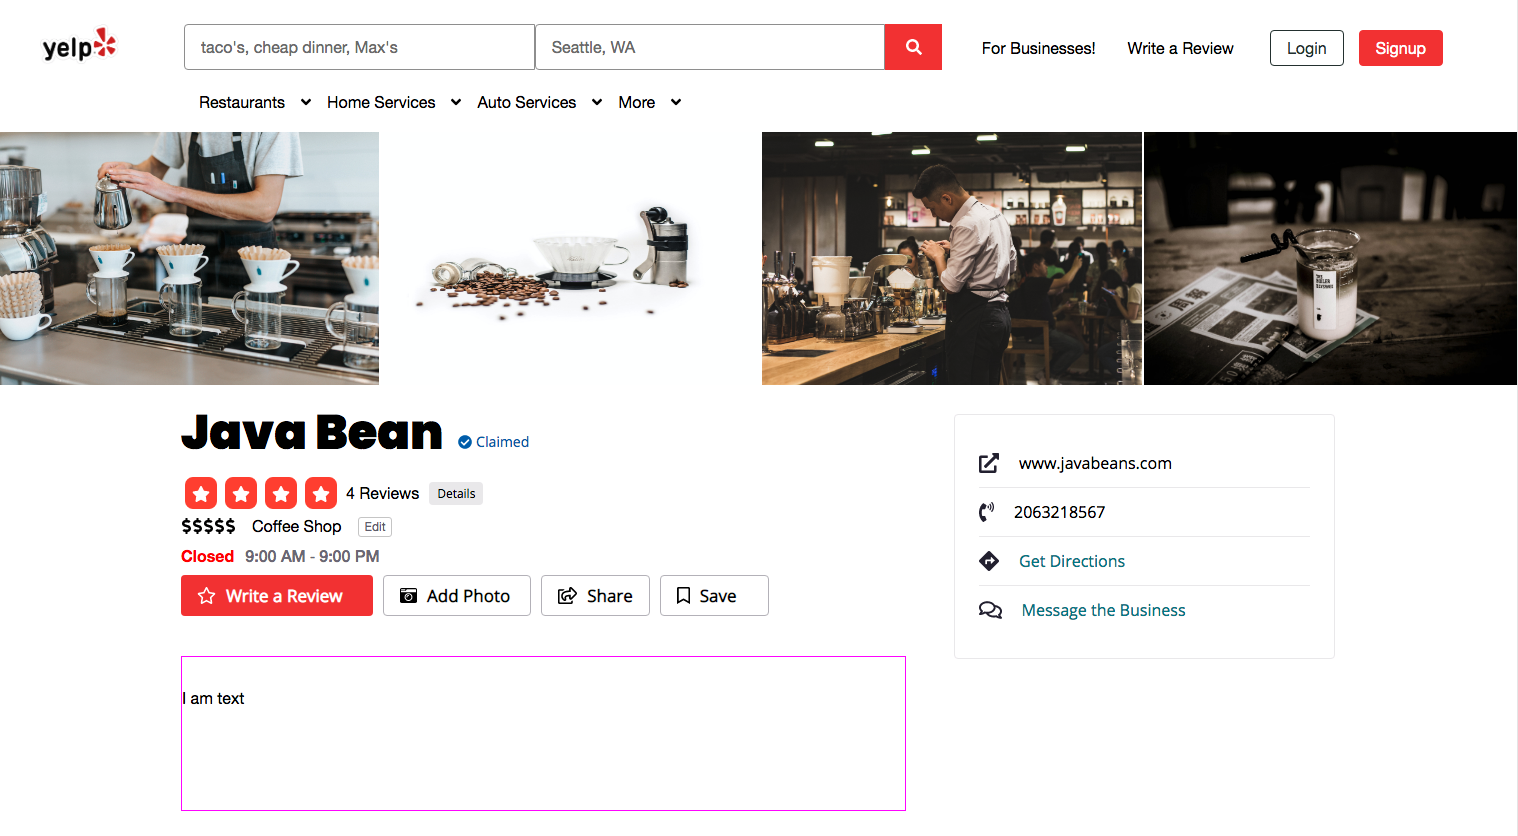 yelp
taco's, cheap dinner, Max's
Seattle, WA
For Businesses!
Write a Review
Login
Signup
Restaurants
Home Services
Auto Services
More
Java Bean
Claimed
4 Reviews
Details
$$$$$
Coffee Shop
Edit
Closed 9:00 AM - 9:00 PM
Write a Review
Add Photo
Share
Save
www.javabeans.com
2063218567
Get Directions
Message the Business
I am text